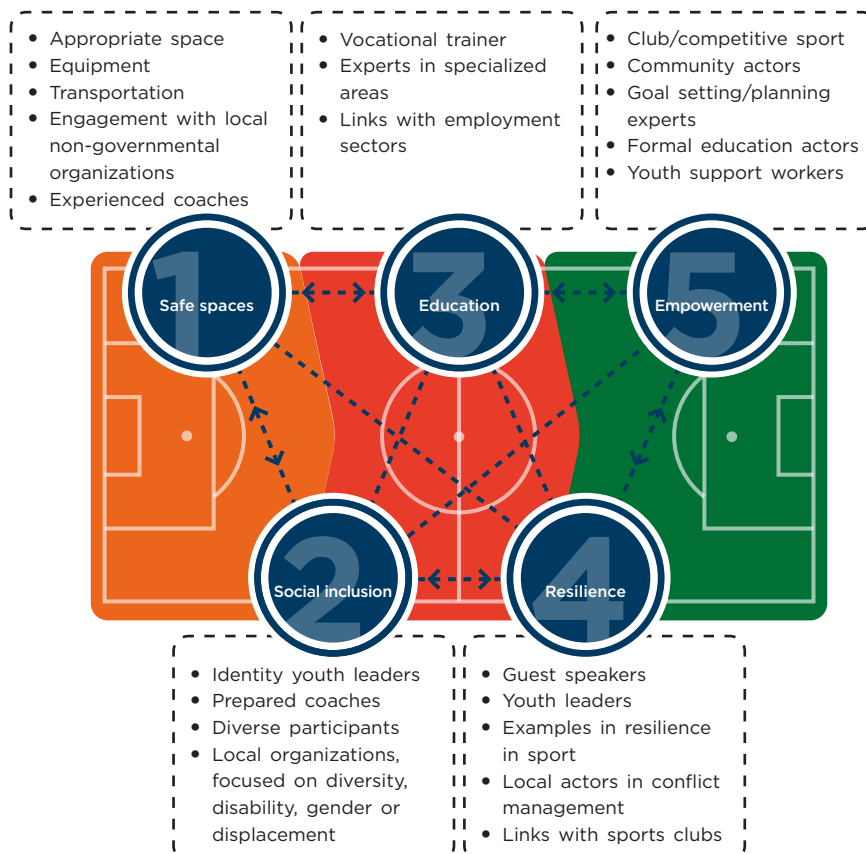 • Appropriate space
• Equipment
• Transportation
• Engagement with local
non-governmental
organizations
• Experienced coaches
• Vocational trainer
• Experts in specialized
areas
• Links with employment
sectors
• Club/competitive sport
• Community actors
• Goal setting/planning
experts
• Formal education actors
• Youth support workers
1
Safe spaces
3
Education
5
Empowerment
2
Social inclusion
4
Resilience
• Identity youth leaders
• Prepared coaches
• Diverse participants
• Local organizations,
focused on diversity,
disability, gender or
displacement
• Guest speakers
• Youth leaders
• Examples in resilience
in sport
• Local actors in conflict
management
• Links with sports clubs